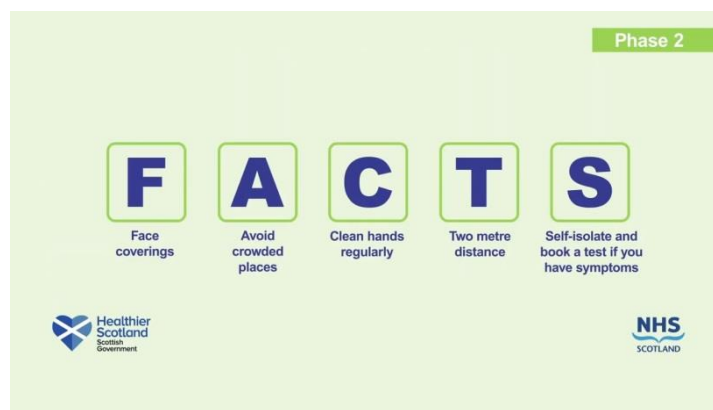 Phase 2
F A C T S
Face
coverings
Avoid
crowded
places
Clean hands
regularly
Two metre
distance
Self-isolate and
book a test if you
have symptoms
Healthier
Scotland
Scottish
Government
NHS
SCOTLAND